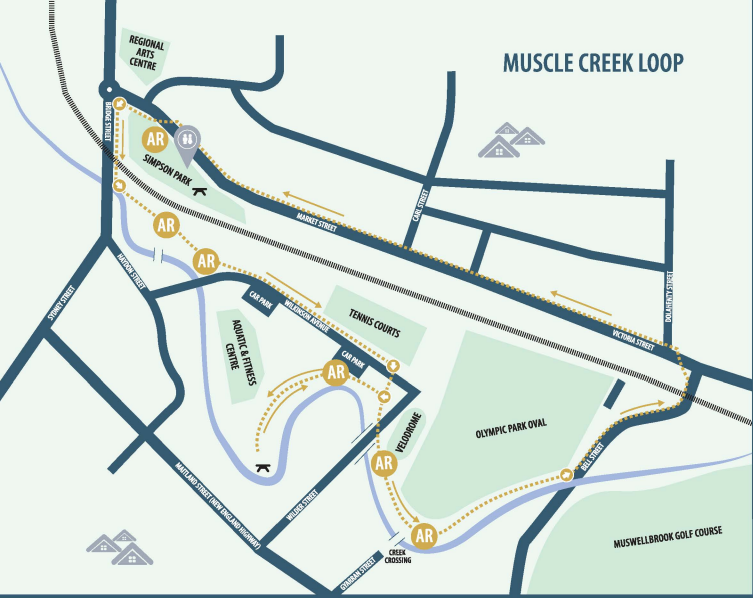 MUSCLE CREEK LOOP
REGIONAL
ARTS
CENTRE
BRIDGE STREET
AR
SIMPSON PARK
CARL STREET
MARKET STREET
AR
AR
HAYDON STREET
SYDNEY STREET
DOLAHENTY STREET
CAR PARK
WILKINSON AVENUE
TENNIS COURTS
VICTORIA STREET
AQUATIC & FITNESS
CENTRE
CAR PARK
AR
VELODROME
OLYMPIC PARK OVAL
BELL STREET
AR
MAITLAND STREET (NEW ENGLAND HIGHWAY)
WILDER STREET
AR
CREEK
CROSSING
GYARRAN STREET
MUSWELLBROOK GOLF COURSE